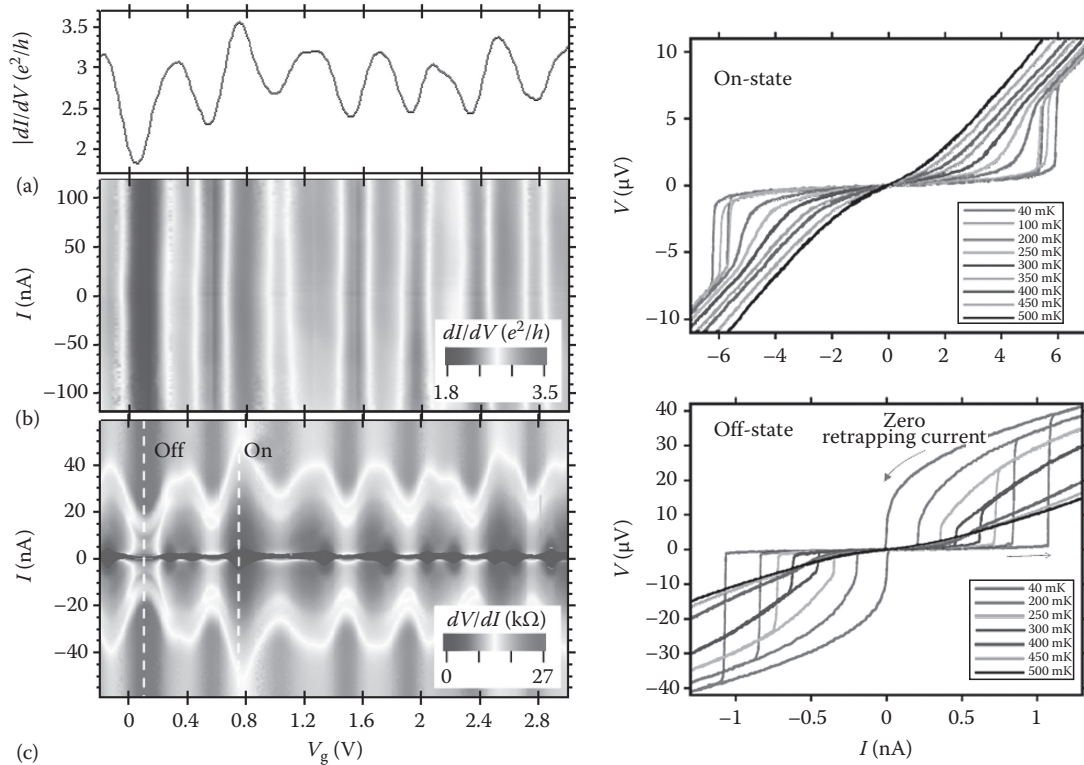 3.5
3
2.5
2
|dI/dV (e²/h)
(a)
100
50
0
−50
−100
I (nA)
dI/dV (e²/h)
1.8 3.5
(b)
Off On
40
20
0
−20
−40
I (nA)
dV/dI (kΩ)
0 27
0 0.4 0.8 1.2 1.6 2 2.4 2.8
(c)
Vg (V)
On-state
10
5
0
−5
−10
V (µV)
40 mK
100 mK
200 mK
250 mK
300 mK
350 mK
400 mK
450 mK
500 mK
−6 −4 −2 0 2 4 6
Off-state
Zero
retrapping current
40
30
20
10
0
−10
−20
−30
−40
V (µV)
40 mK
200 mK
250 mK
300 mK
400 mK
450 mK
500 mK
−1 −0.5 0 0.5 1
I (nA)